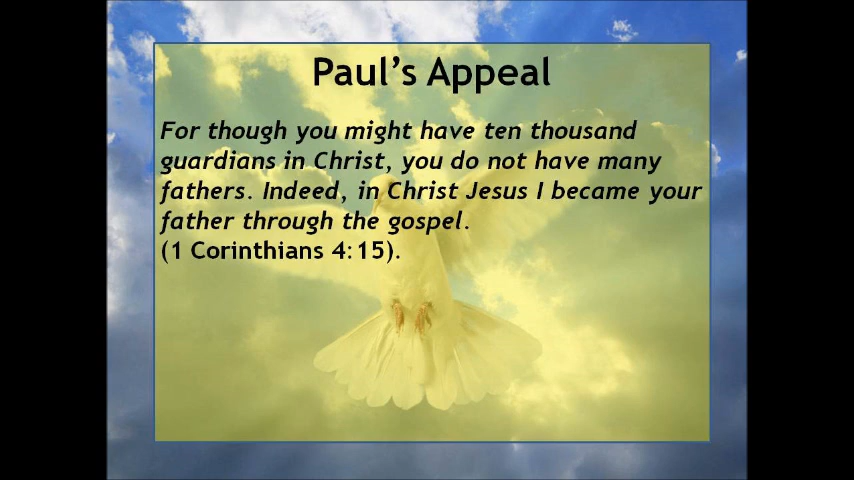 Paul’s Appeal
For though you might have ten thousand
guardians in Christ, you do not have many
fathers. Indeed, in Christ Jesus I became your
father through the gospel.
(1 Corinthians 4:15).